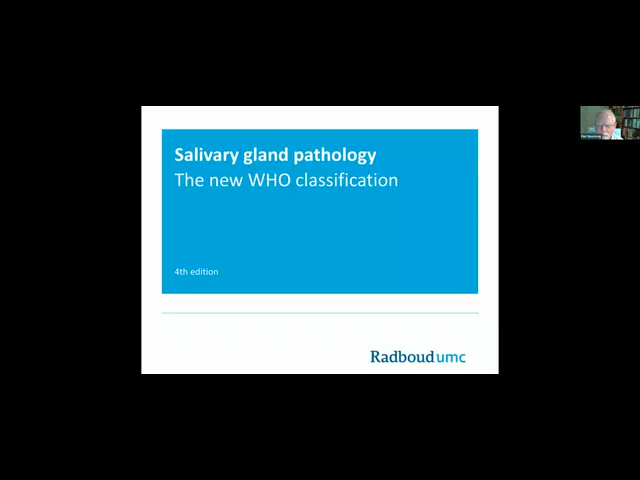 Salivary gland pathology
The new WHO classification
4th edition
Radboudumc